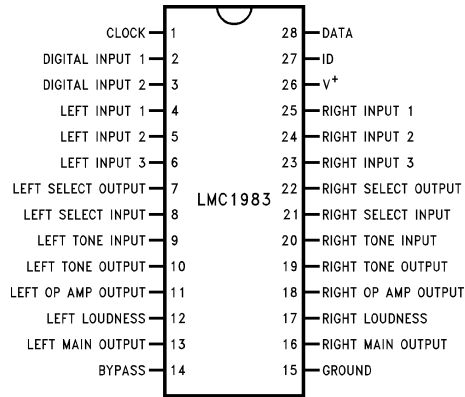 CLOCK 1 28 DATA
DIGITAL INPUT 1 2 27 ID
DIGITAL INPUT 2 3 26 V+
LEFT INPUT 1 4 25 RIGHT INPUT 1
LEFT INPUT 2 5 24 RIGHT INPUT 2
LEFT INPUT 3 6 23 RIGHT INPUT 3
LEFT SELECT OUTPUT 7 22 RIGHT SELECT OUTPUT
LMC1983
LEFT SELECT INPUT 8 21 RIGHT SELECT INPUT
LEFT TONE INPUT 9 20 RIGHT TONE INPUT
LEFT TONE OUTPUT 10 19 RIGHT TONE OUTPUT
LEFT OP AMP OUTPUT 11 18 RIGHT OP AMP OUTPUT
LEFT LOUDNESS 12 17 RIGHT LOUDNESS
LEFT MAIN OUTPUT 13 16 RIGHT MAIN OUTPUT
BYPASS 14 15 GROUND